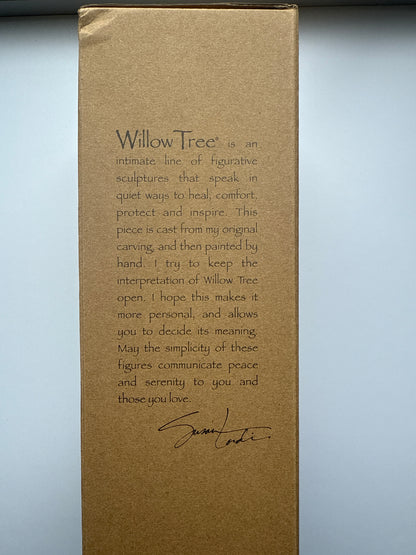 Willow Tree® is an
intimate line of figurative
sculptures that speak in
quiet ways to heal, comfort,
protect and inspire. This
piece is cast from my original
carving, and then painted by
hand. I try to keep the
interpretation of Willow Tree
open. I hope this makes it
more personal, and allows
you to decide its meaning.
May the simplicity of these
figures communicate peace
and serenity to you and
those you love.
Susan Lordi